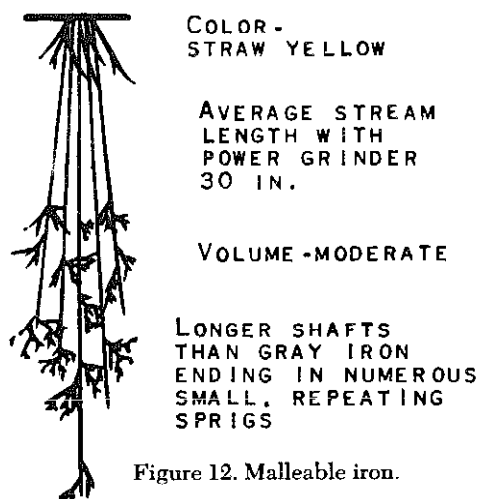 COLOR-
STRAW YELLOW
AVERAGE STREAM
LENGTH WITH
POWER GRINDER
30 IN.
VOLUME-MODERATE
LONGER SHAFTS
THAN GRAY IRON
ENDING IN NUMEROUS
SMALL, REPEATING
SPRIGS
Figure 12. Malleable iron.